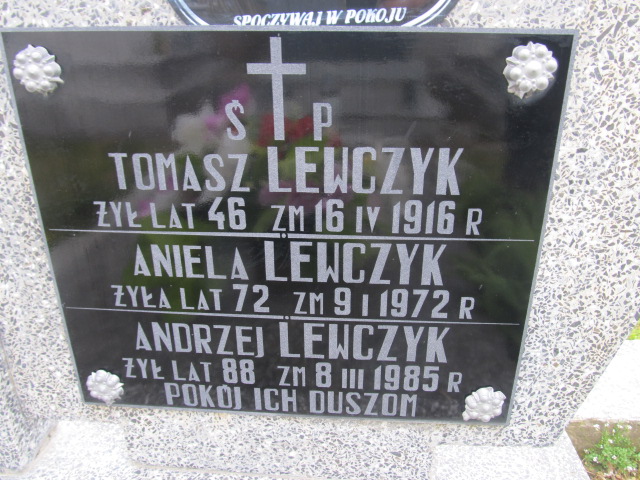 SPOCZYWAJ W POKOJU
Ś P
TOMASZ LEWCZYK
ŻYŁ LAT 46 ZM 16 IV 1916 R
ANIELA LEWCZYK
ŻYŁA LAT 72 ZM 9 I 1972 R
ANDRZEJ LEWCZYK
ŻYŁ LAT 88 ZM 8 III 1985 R
POKÓJ ICH DUSZOM